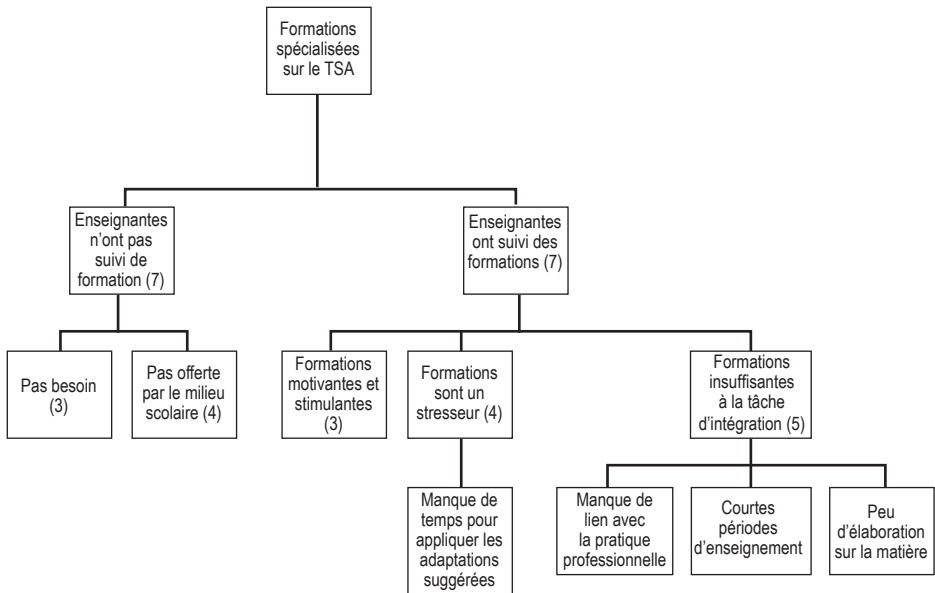 Formations
spécialisées
sur le TSA
Enseignantes
n'ont pas
suivi de
formation (7)
Enseignantes
ont suivi des
formations (7)
Pas besoin
(3)
Pas offerte
par le milieu
scolaire (4)
Formations
motivantes et
stimulantes
(3)
Formations
sont un
stresseur (4)
Formations
insuffisantes
à la tâche
d'intégration (5)
Manque de
temps pour
appliquer les
adaptations
suggérées
Manque de
lien avec
la pratique
professionnelle
Courtes
périodes
d'enseignement
Peu
d'élaboration
sur la matière